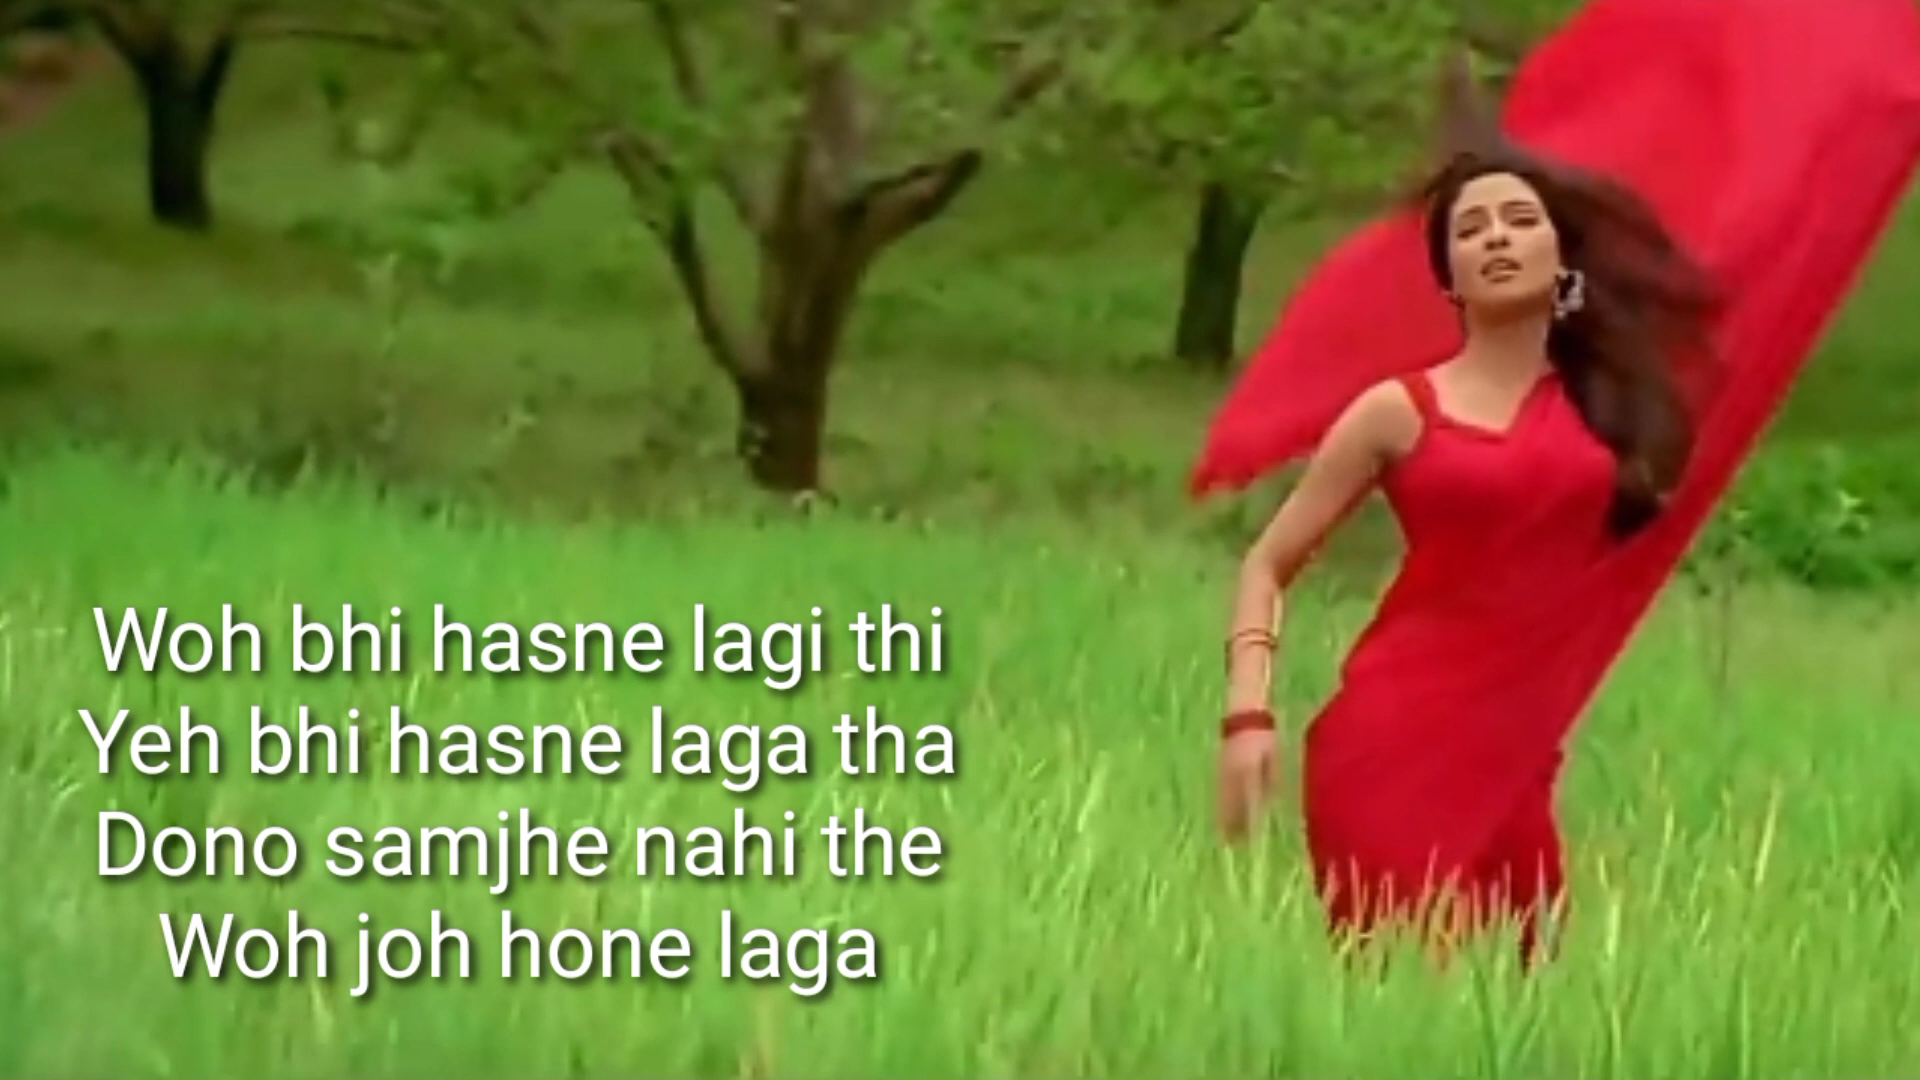 Woh bhi hasne lagi thi
Yeh bhi hasne laga tha
Dono samjhe nahi the
Woh joh hone laga